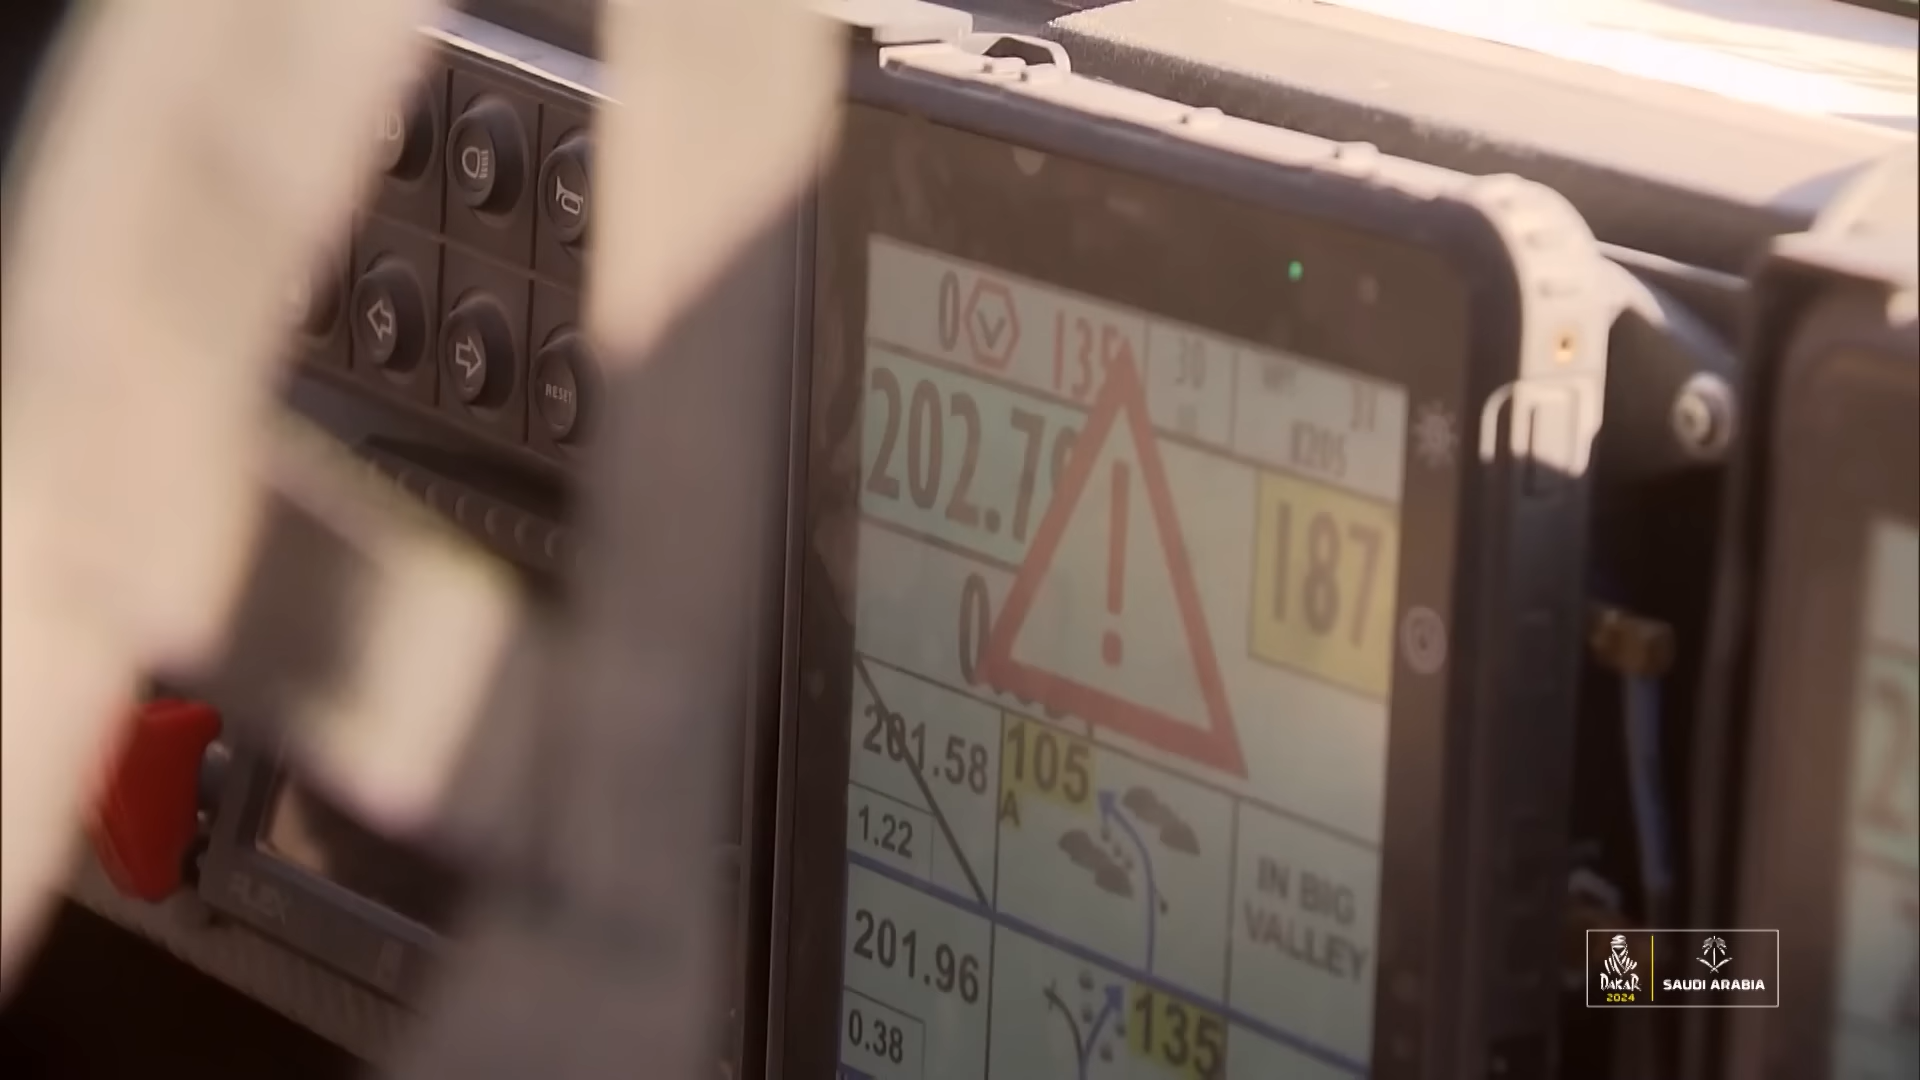 RESET
0
30
202.7
187
0
201.58
105
A
1.22
IN BIG
VALLEY
201.96
135
0.38
DAKAR
2024
SAUDI ARABIA